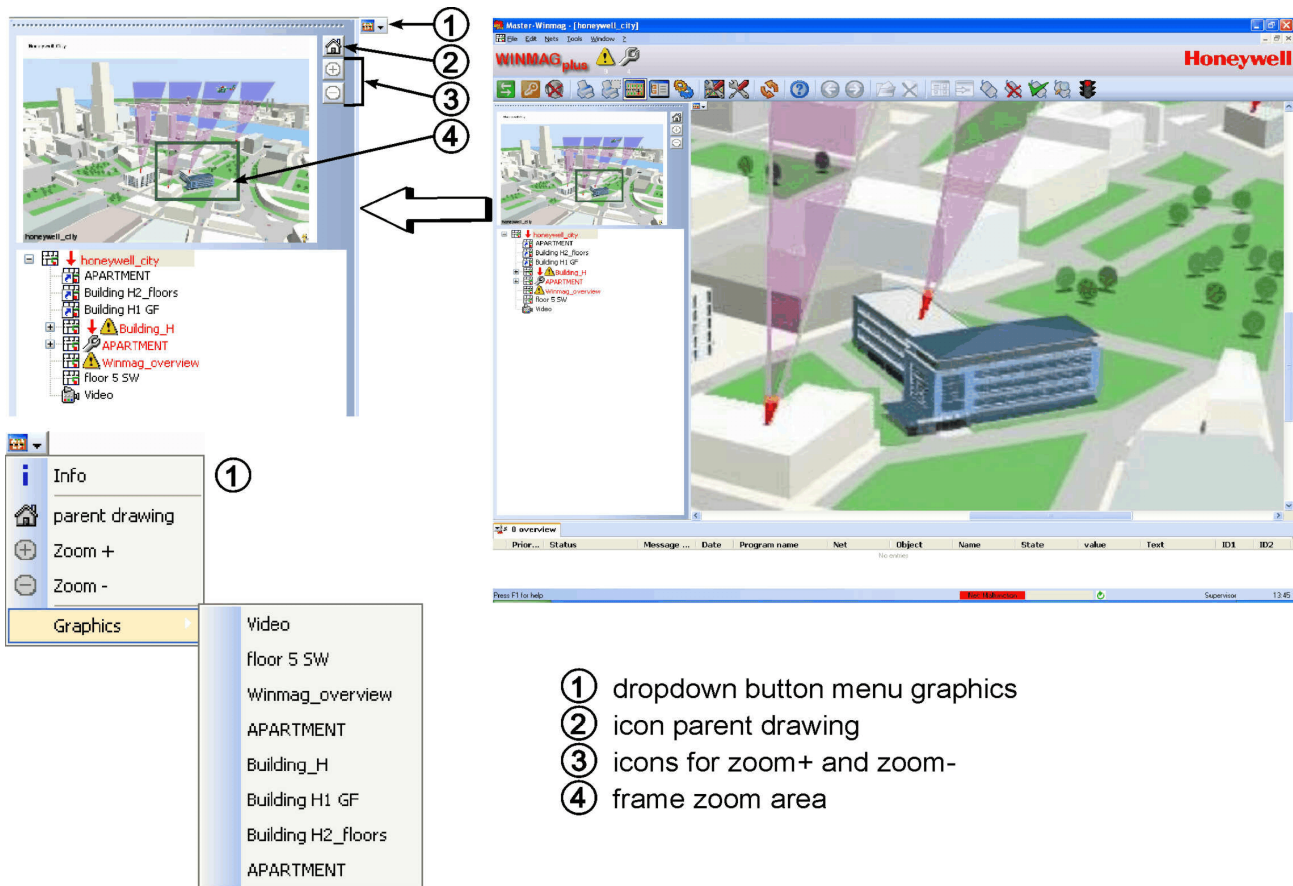 1
2
3
4
Honeywell City
honeywell_city
honeywell_city
APARTMENT
Building H2_floors
Building H1 GF
Building_H
APARTMENT
Winmag_overview
floor 5 SW
Video
1
i Info
parent drawing
Zoom +
Zoom -
Graphics
Video
floor 5 SW
Winmag_overview
APARTMENT
Building_H
Building H1 GF
Building H2_floors
APARTMENT
Master-Winmag - [honeywell_city]
File Edit Nets Tools Window ?
WINMAG plus
Honeywell
honeywell_city
honeywell_city
APARTMENT
Building H2_floors
Building H1 GF
Building_H
APARTMENT
Winmag_overview
floor 5 SW
Video
0 overview
Prior... Status Message ... Date Program name Net Object Name State value Text ID1 ID2
No entries
Press F1 for help
Supervisor 13:45
1 dropdown button menu graphics
2 icon parent drawing
3 icons for zoom+ and zoom-
4 frame zoom area